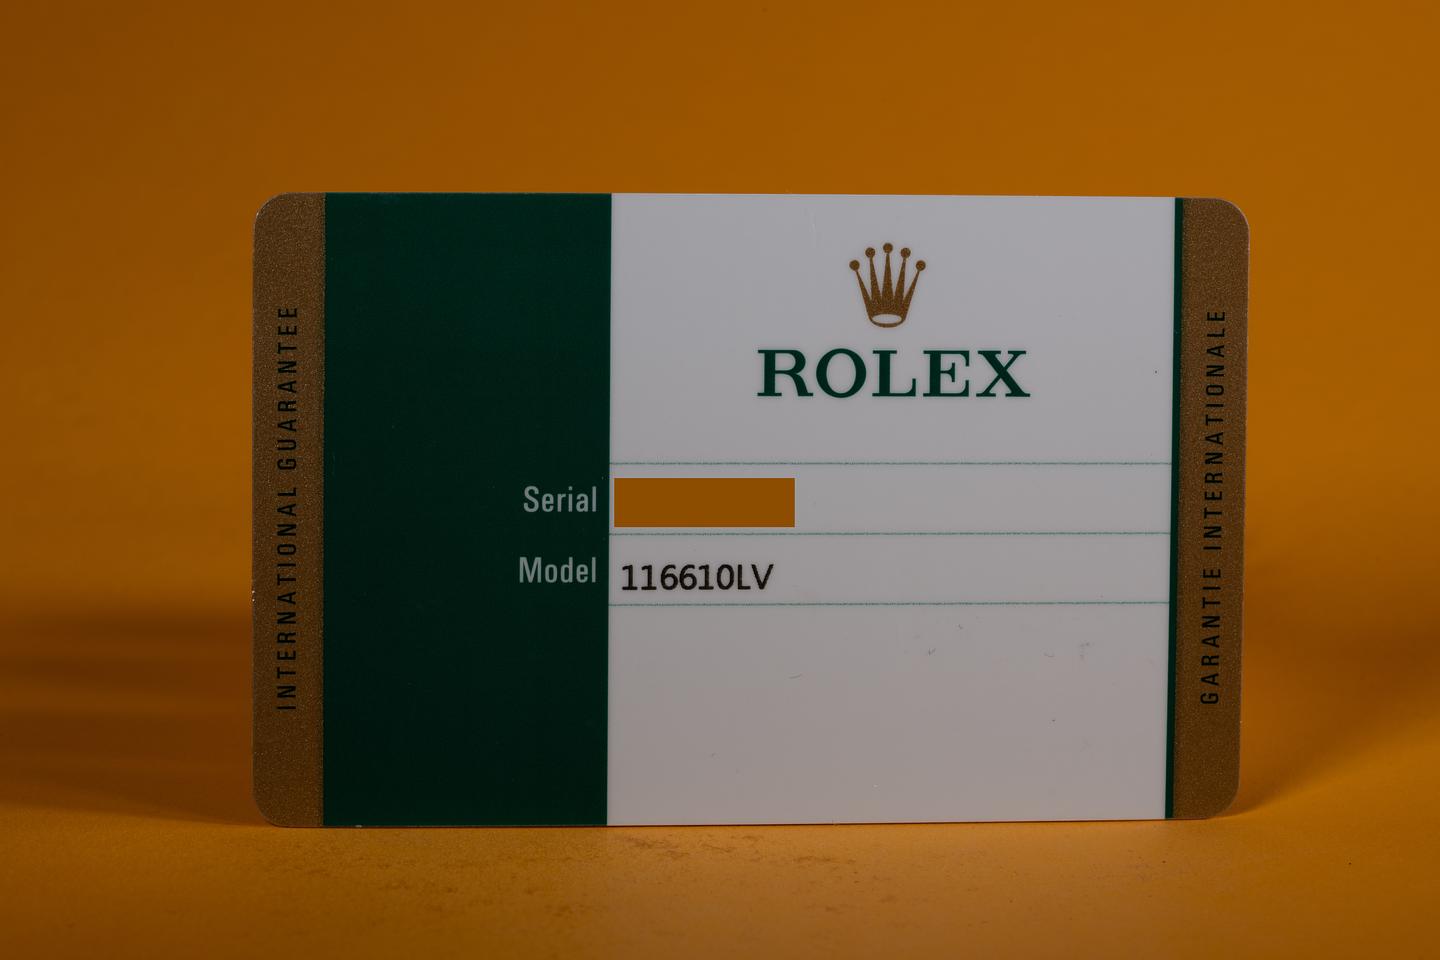 INTERNATIONAL GUARANTEE
ROLEX
Serial
Model 116610LV
GARANTIE INTERNATIONALE